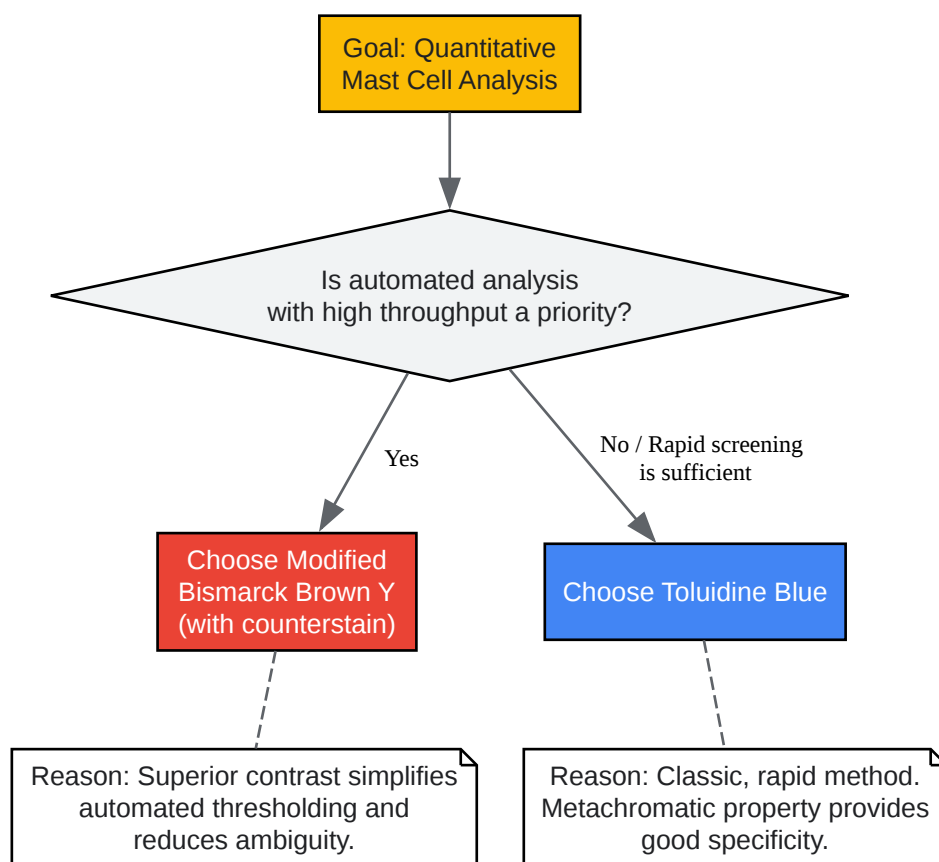 Goal: Quantitative
Mast Cell Analysis
Is automated analysis
with high throughput a priority?
Yes
No / Rapid screening
is sufficient
Choose Modified
Bismarck Brown Y
(with counterstain)
Choose Toluidine Blue
Reason: Superior contrast simplifies
automated thresholding and
reduces ambiguity.
Reason: Classic, rapid method.
Metachromatic property provides
good specificity.